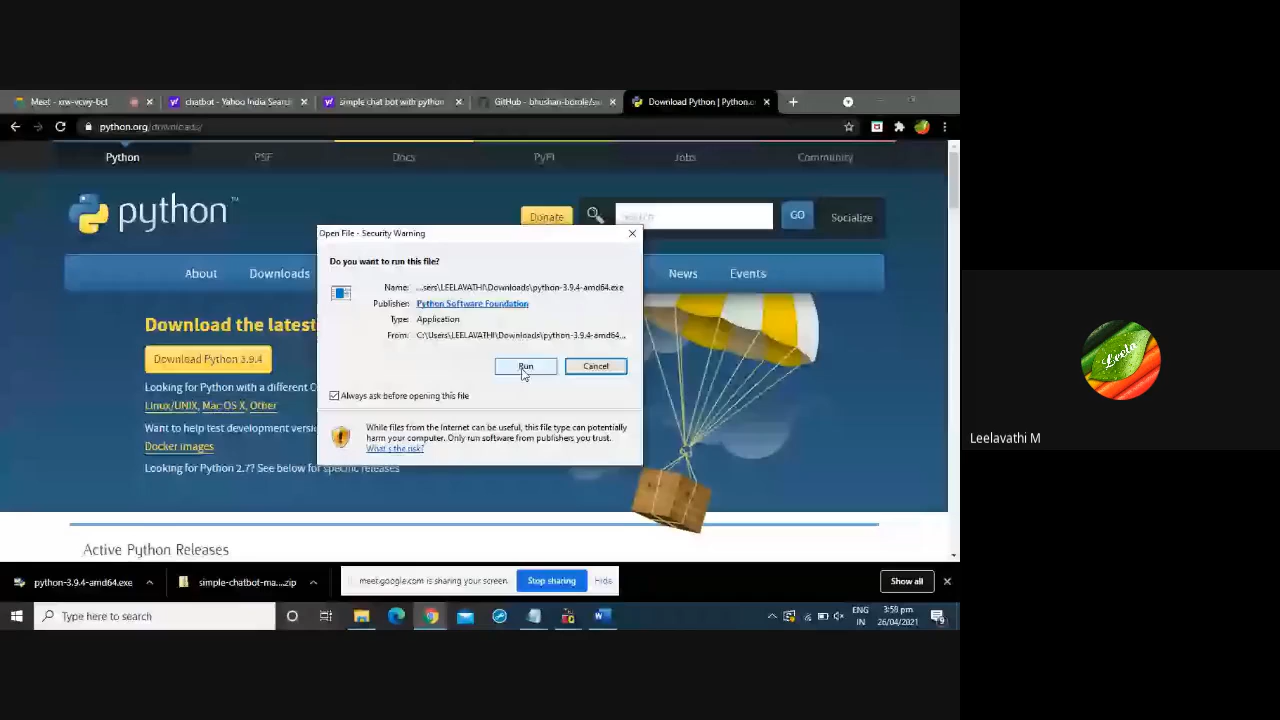 Meet - xrw-vcwy-bct
chatbot - Yahoo India Search
simple chat bot with python
GitHub - bhushan-borole/sim
Download Python | Python.or
python.org/downloads/
Python
PSF
Docs
PyPI
Jobs
Community
python™
Donate
search
GO
Socialize
About
Downloads
News
Events
Open File - Security Warning
Do you want to run this file?
Name: ...sers\LEELAVATHI\Downloads\python-3.9.4-amd64.exe
Publisher: Python Software Foundation
Type: Application
From: C:\Users\LEELAVATHI\Downloads\python-3.9.4-amd64...
Run
Cancel
Always ask before opening this file
While files from the Internet can be useful, this file type can potentially
harm your computer. Only run software from publishers you trust.
What's the risk?
Download the latest
Download Python 3.9.4
Looking for Python with a different O
Linux/UNIX, Mac OS X, Other
Want to help test development versi
Docker images
Looking for Python 2.7? See below for specific releases
Active Python Releases
python-3.9.4-amd64.exe
simple-chatbot-ma....zip
meet.google.com is sharing your screen.
Stop sharing
Hide
Show all
Type here to search
ENG
IN
3:59 pm
26/04/2021
9
Leela
Leelavathi M